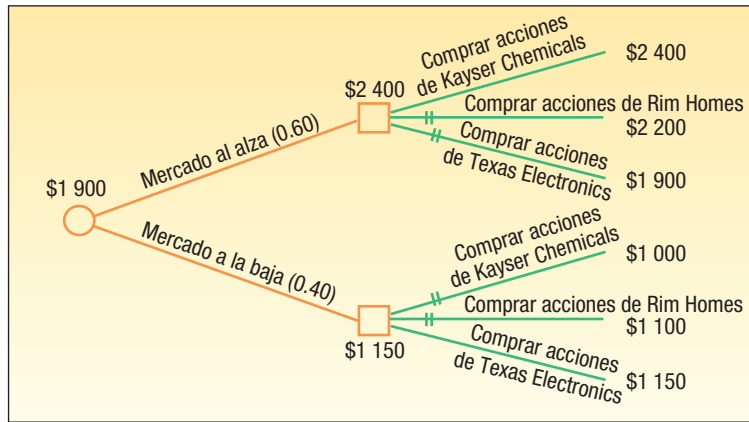 Comprar acciones
de Kayser Chemicals
$2 400
$2 400
Comprar acciones de Rim Homes
$2 200
Mercado al alza (0.60)
Comprar acciones
de Texas Electronics
$1 900
$1 900
Mercado a la baja (0.40)
Comprar acciones
de Kayser Chemicals
$1 000
Comprar acciones de Rim Homes
$1 100
$1 150
Comprar acciones
de Texas Electronics
$1 150